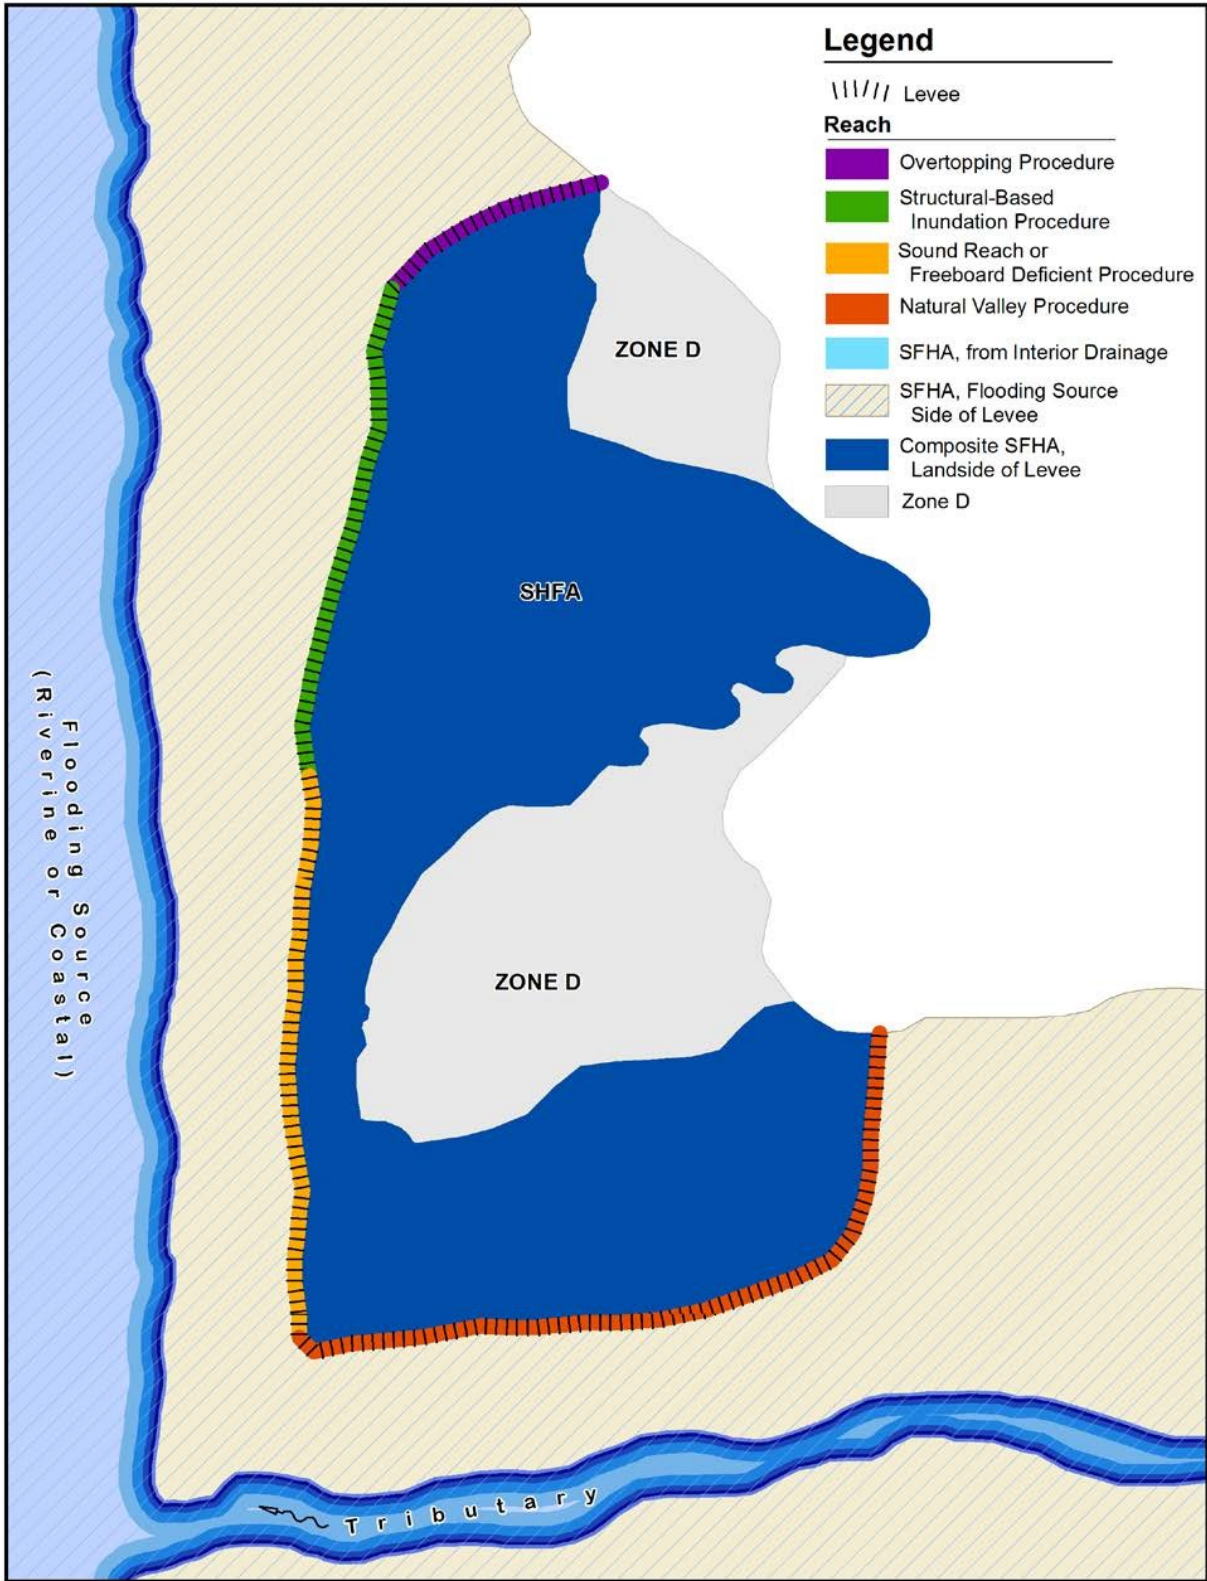 Legend
Levee
Reach
Overtopping Procedure
Structural-Based
Inundation Procedure
Sound Reach or
Freeboard Deficient Procedure
Natural Valley Procedure
SFHA, from Interior Drainage
SFHA, Flooding Source
Side of Levee
Composite SFHA,
Landside of Levee
Zone D
ZONE D
SHFA
ZONE D
Flooding Source
(Riverine or Coastal)
Tributary